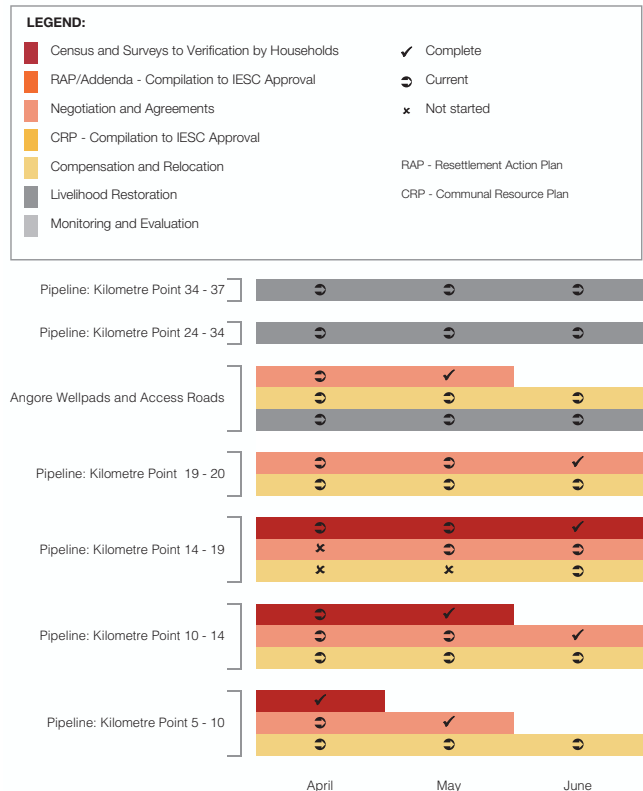 LEGEND:
Census and Surveys to Verification by Households
RAP/Addenda - Compilation to IESC Approval
Negotiation and Agreements
CRP - Compilation to IESC Approval
Compensation and Relocation
Livelihood Restoration
Monitoring and Evaluation
Complete
Current
Not started
RAP - Resettlement Action Plan
CRP - Communal Resource Plan
Pipeline: Kilometre Point 34 - 37
Pipeline: Kilometre Point 24 - 34
Angore Wellpads and Access Roads
Pipeline: Kilometre Point 19 - 20
Pipeline: Kilometre Point 14 - 19
Pipeline: Kilometre Point 10 - 14
Pipeline: Kilometre Point 5 - 10
April May June